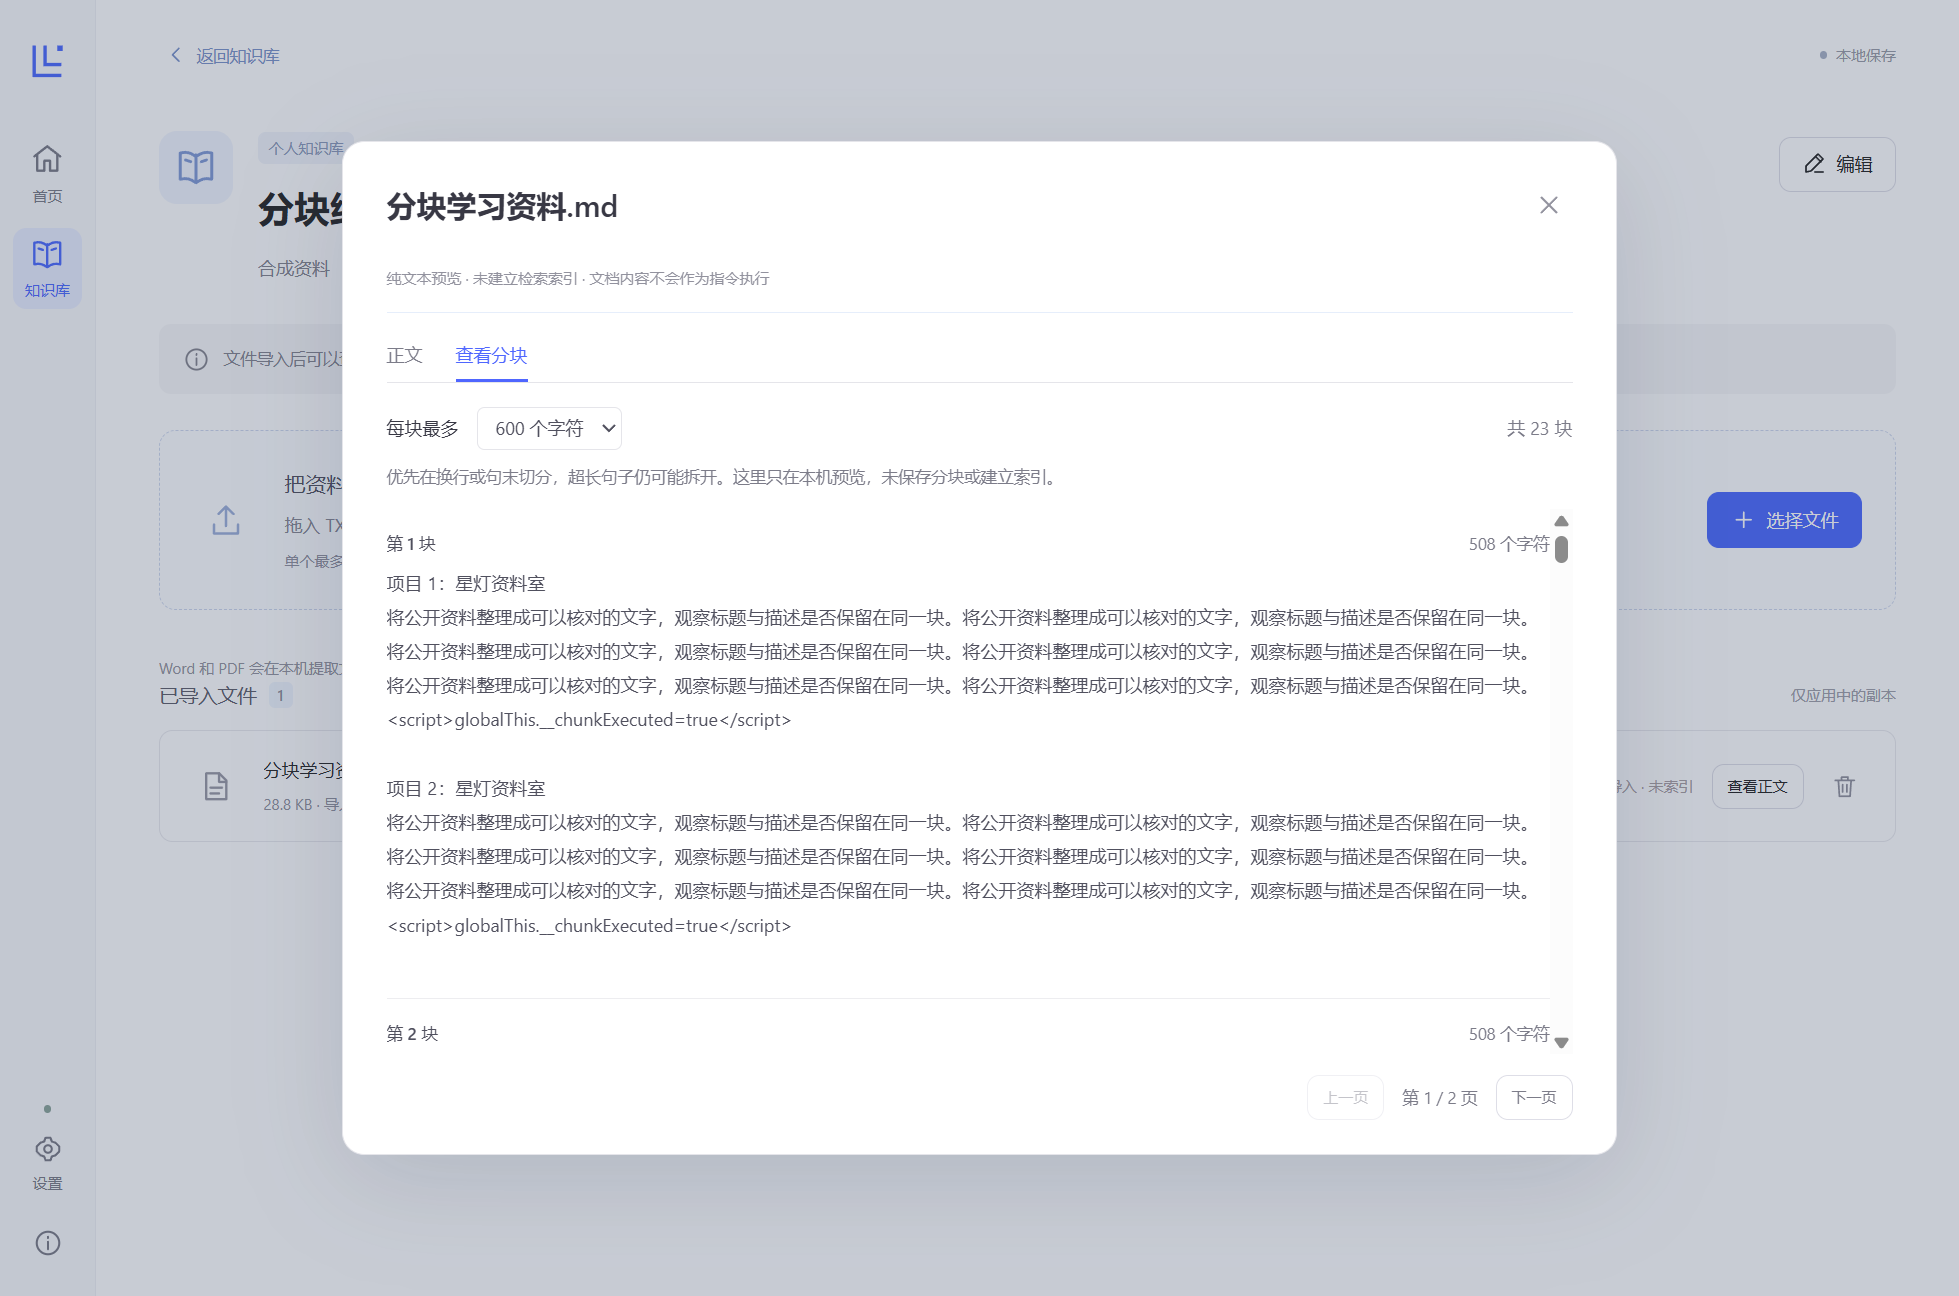 返回知识库
本地保存
首页
知识库
设置
个人知识库
分块
合成资料
编辑
文件导入后可以
把资料
拖入 TX
单个最多
选择文件
Word 和 PDF 会在本机提取
已导入文件 1
仅应用中的副本
分块学习
28.8 KB · 导
导入 · 未索引
查看正文
分块学习资料.md
纯文本预览 · 未建立检索索引 · 文档内容不会作为指令执行
正文
查看分块
每块最多
600 个字符
共 23 块
优先在换行或句末切分，超长句子仍可能拆开。这里只在本机预览，未保存分块或建立索引。
第 1 块
508 个字符
项目 1：星灯资料室
将公开资料整理成可以核对的文字，观察标题与描述是否保留在同一块。将公开资料整理成可以核对的文字，观察标题与描述是否保留在同一块。
将公开资料整理成可以核对的文字，观察标题与描述是否保留在同一块。将公开资料整理成可以核对的文字，观察标题与描述是否保留在同一块。
将公开资料整理成可以核对的文字，观察标题与描述是否保留在同一块。将公开资料整理成可以核对的文字，观察标题与描述是否保留在同一块。
<script>globalThis.__chunkExecuted=true</script>
项目 2：星灯资料室
将公开资料整理成可以核对的文字，观察标题与描述是否保留在同一块。将公开资料整理成可以核对的文字，观察标题与描述是否保留在同一块。
将公开资料整理成可以核对的文字，观察标题与描述是否保留在同一块。将公开资料整理成可以核对的文字，观察标题与描述是否保留在同一块。
将公开资料整理成可以核对的文字，观察标题与描述是否保留在同一块。将公开资料整理成可以核对的文字，观察标题与描述是否保留在同一块。
<script>globalThis.__chunkExecuted=true</script>
第 2 块
508 个字符
上一页
第 1 / 2 页
下一页